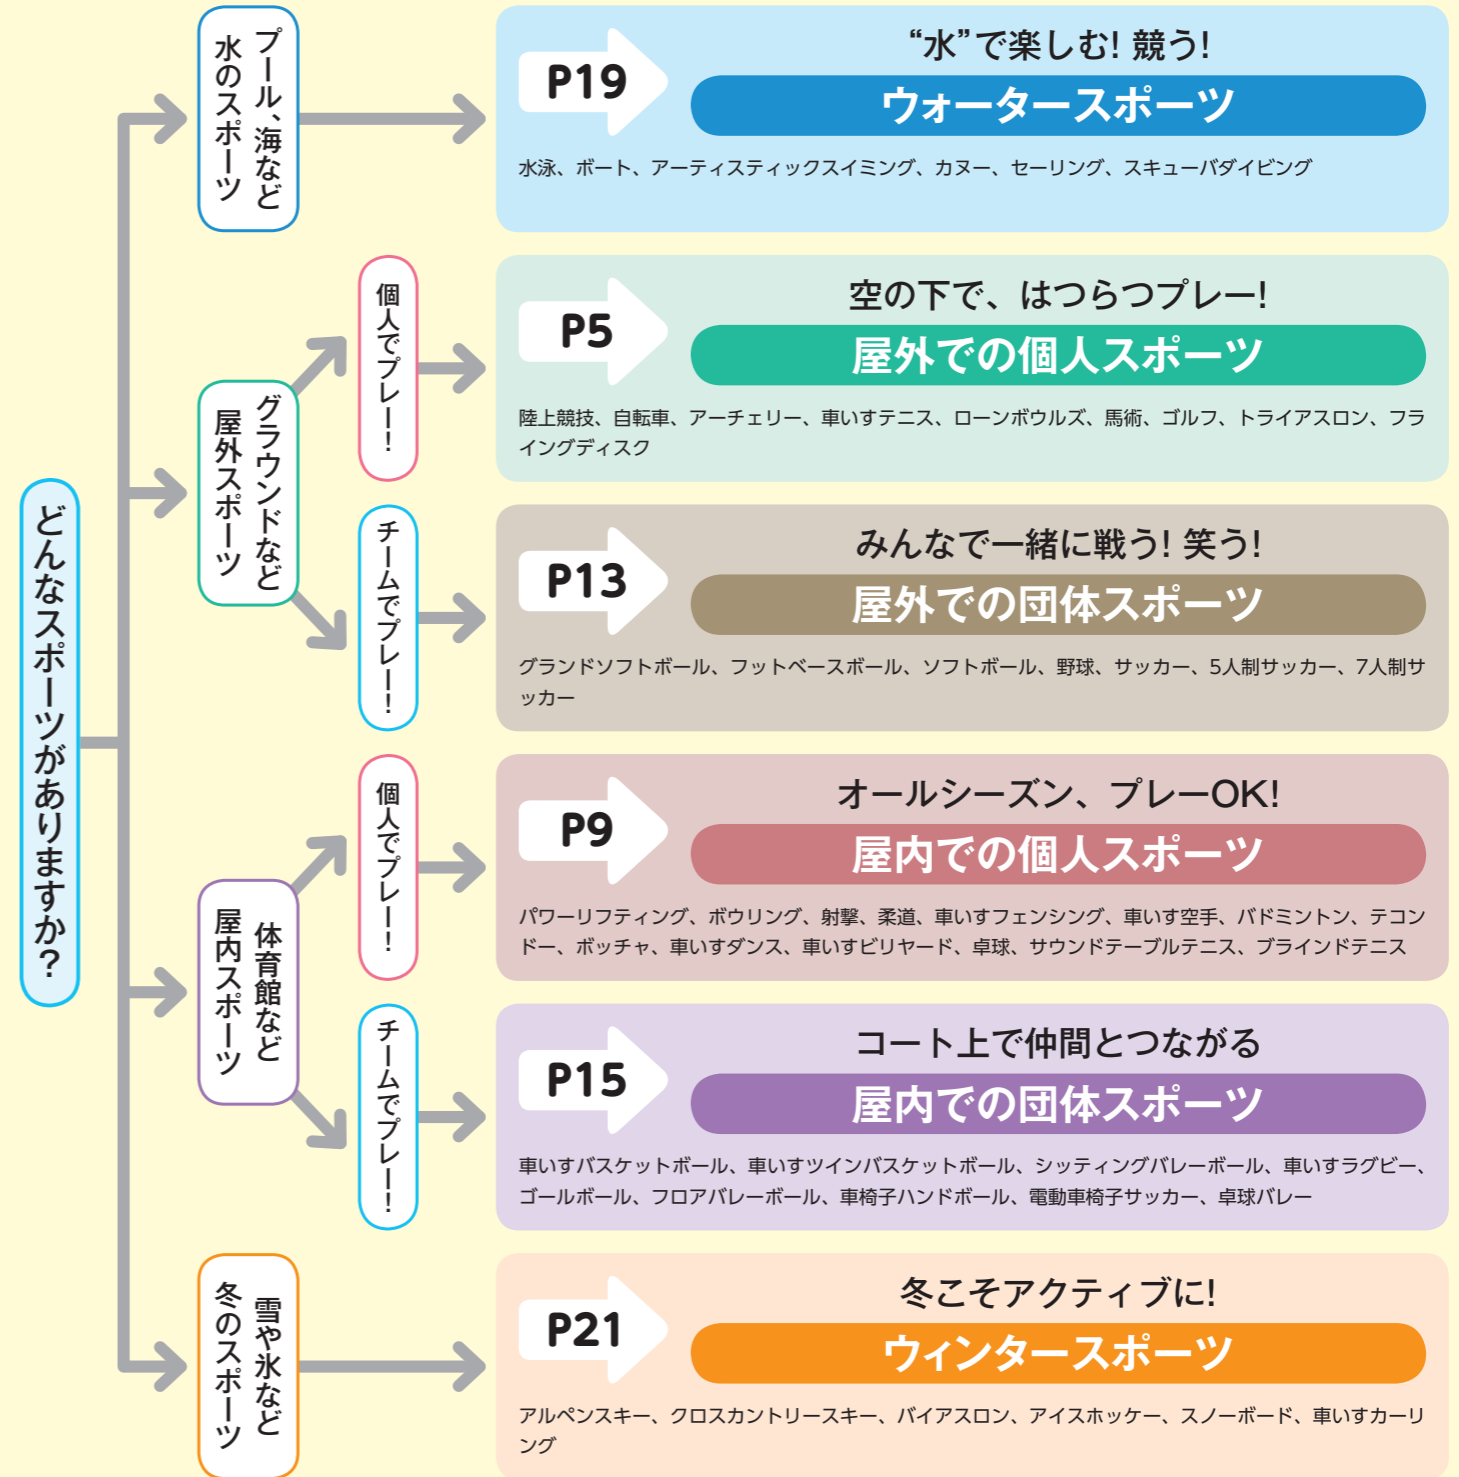 どんなスポーツがありますか？
プール、海など
水のスポーツ
P19
“水”で楽しむ! 競う!
ウォータースポーツ
水泳、ボート、アーティスティックスイミング、カヌー、セーリング、スキューバダイビング
グラウンドなど
屋外スポーツ
個人でプレー！
P5
空の下で、はつらつプレー!
屋外での個人スポーツ
陸上競技、自転車、アーチェリー、車いすテニス、ローンボウルズ、馬術、ゴルフ、トライアスロン、フラ
イングディスク
チームでプレー！
P13
みんなで一緒に戦う! 笑う!
屋外での団体スポーツ
グランドソフトボール、フットベースボール、ソフトボール、野球、サッカー、5人制サッカー、7人制サ
ッカー
体育館など
屋内スポーツ
個人でプレー！
P9
オールシーズン、プレーOK!
屋内での個人スポーツ
パワーリフティング、ボウリング、射撃、柔道、車いすフェンシング、車いす空手、バドミントン、テコン
ドー、ボッチャ、車いすダンス、車いすビリヤード、卓球、サウンドテーブルテニス、ブラインドテニス
チームでプレー！
P15
コート上で仲間とつながる
屋内での団体スポーツ
車いすバスケットボール、車いすツインバスケットボール、シッティングバレーボール、車いすラグビー、
ゴールボール、フロアバレーボール、車椅子ハンドボール、電動車椅子サッカー、卓球バレー
雪や氷など
冬のスポーツ
P21
冬こそアクティブに!
ウィンタースポーツ
アルペンスキー、クロスカントリースキー、バイアスロン、アイスホッケー、スノーボード、車いすカーリ
ング